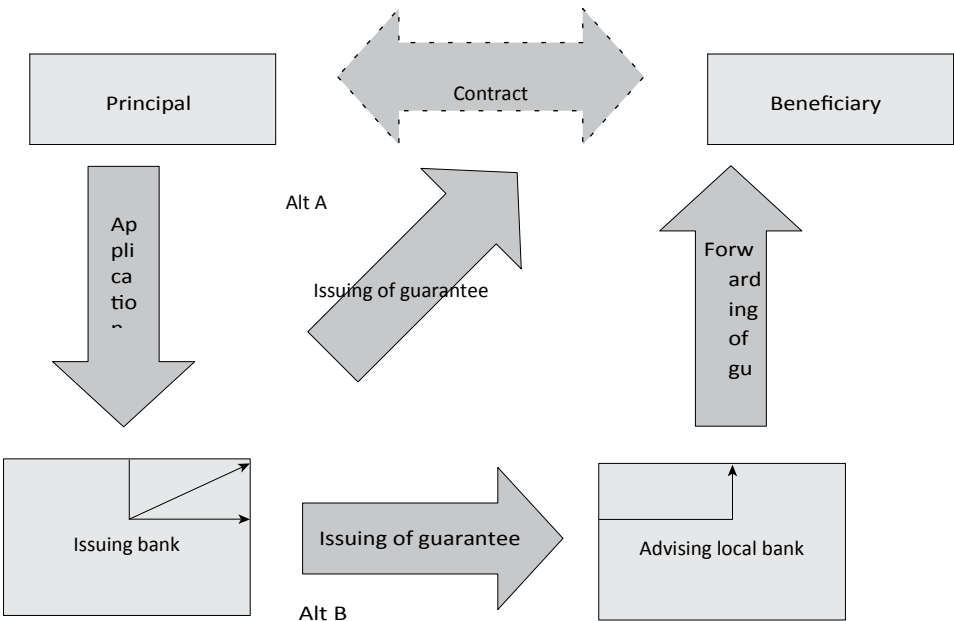 Principal
Contract
Beneficiary
Alt A
Ap
pli
ca
tio
n
Issuing of guarantee
Forw
ard
ing
of
gu
Issuing bank
Issuing of guarantee
Advising local bank
Alt B